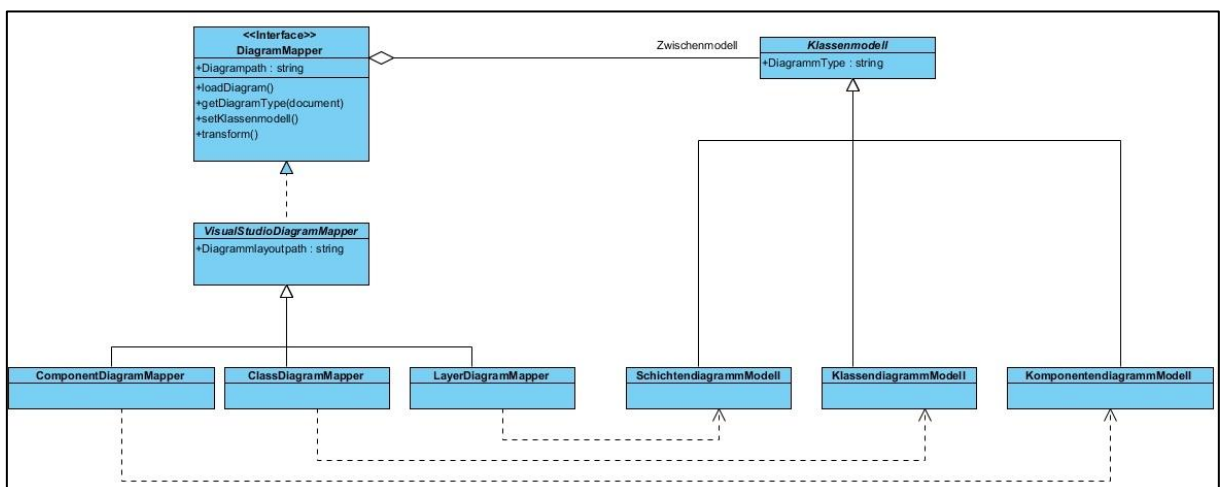 <<Interface>>
DiagramMapper
+Diagrampath : string
+loadDiagram()
+getDiagramType(document)
+setKlassenmodell()
+transform()
Zwischenmodell
Klassenmodell
+DiagrammType : string
VisualStudioDiagramMapper
+Diagrammlayoutpath : string
ComponentDiagramMapper
ClassDiagramMapper
LayerDiagramMapper
SchichtendiagrammModell
KlassendiagrammModell
KomponentendiagrammModell